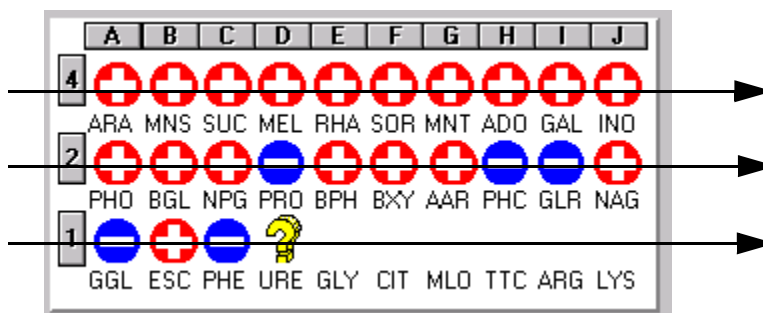 A B C D E F G H I J
4
ARA MNS SUC MEL RHA SOR MNT ADO GAL INO
2
PHO BGL NPG PRO BPH BXY AAR PHC GLR NAG
1
GGL ESC PHE URE GLY CIT MLO TTC ARG LYS